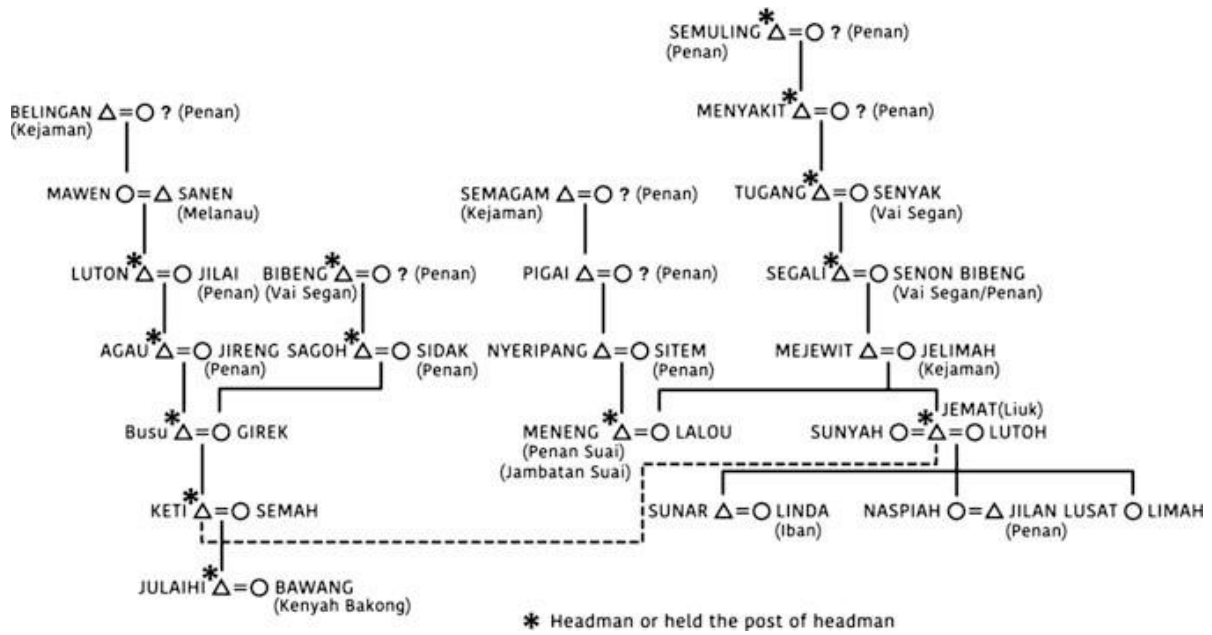 SEMULING * = ? (Penan)
(Penan)
BELINGAN = ? (Penan)
(Kejaman)
MENYAKIT * = ? (Penan)
MAWEN = SANEN
(Melanau)
SEMAGAM = ? (Penan)
(Kejaman)
TUGANG * = SENYAK
(Vai Segan)
LUTON * = JILAI
(Penan)
BIBENG * = ? (Penan)
(Vai Segan)
PIGAI = ? (Penan)
SEGALI * = SENON BIBENG
(Vai Segan/Penan)
AGAU * = JIRENG
(Penan)
SAGOH * = SIDAK
(Penan)
NYERIPANG = SITEM
(Penan)
MEJEWIT = JELIMAH
(Kejaman)
Busu * = GIREK
MENENG * = LALOU
(Penan Suai)
(Jambatan Suai)
JEMAT(Liuk)
SUNYAH = * = LUTOH
KETI * = SEMAH
SUNAR = LINDA
(Iban)
NASPIAH = JILAN LUSAT
(Penan)
LIMAH
JULAIHI * = BAWANG
(Kenyah Bakong)
* Headman or held the post of headman